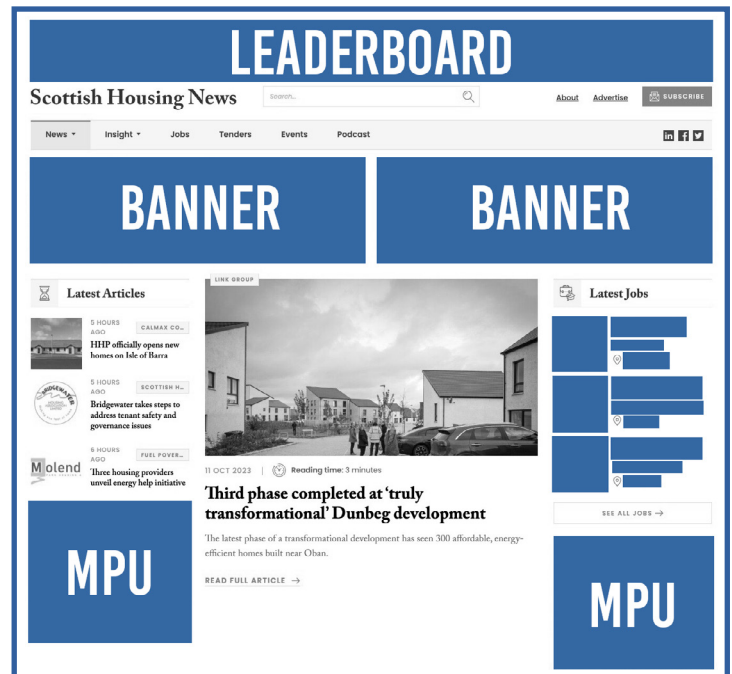 LEADERBOARD
Scottish Housing News
Search...
About
Advertise
SUBSCRIBE
News
Insight
Jobs
Tenders
Events
Podcast
BANNER
BANNER
Latest Articles
5 HOURS
AGO
CALMAX CO...
HHP officially opens new
homes on Isle of Barra
5 HOURS
AGO
SCOTTISH H...
BRIDGEWATER
Bridgewater takes steps to
address tenant safety and
governance issues
6 HOURS
AGO
FUEL POVER...
Molend
Three housing providers
unveil energy help initiative
MPU
LINK GROUP
11 OCT 2023 | Reading time: 3 minutes
Third phase completed at ‘truly
transformational’ Dunbeg development
The latest phase of a transformational development has seen 300 affordable, energy-
efficient homes built near Oban.
READ FULL ARTICLE →
Latest Jobs
SEE ALL JOBS →
MPU